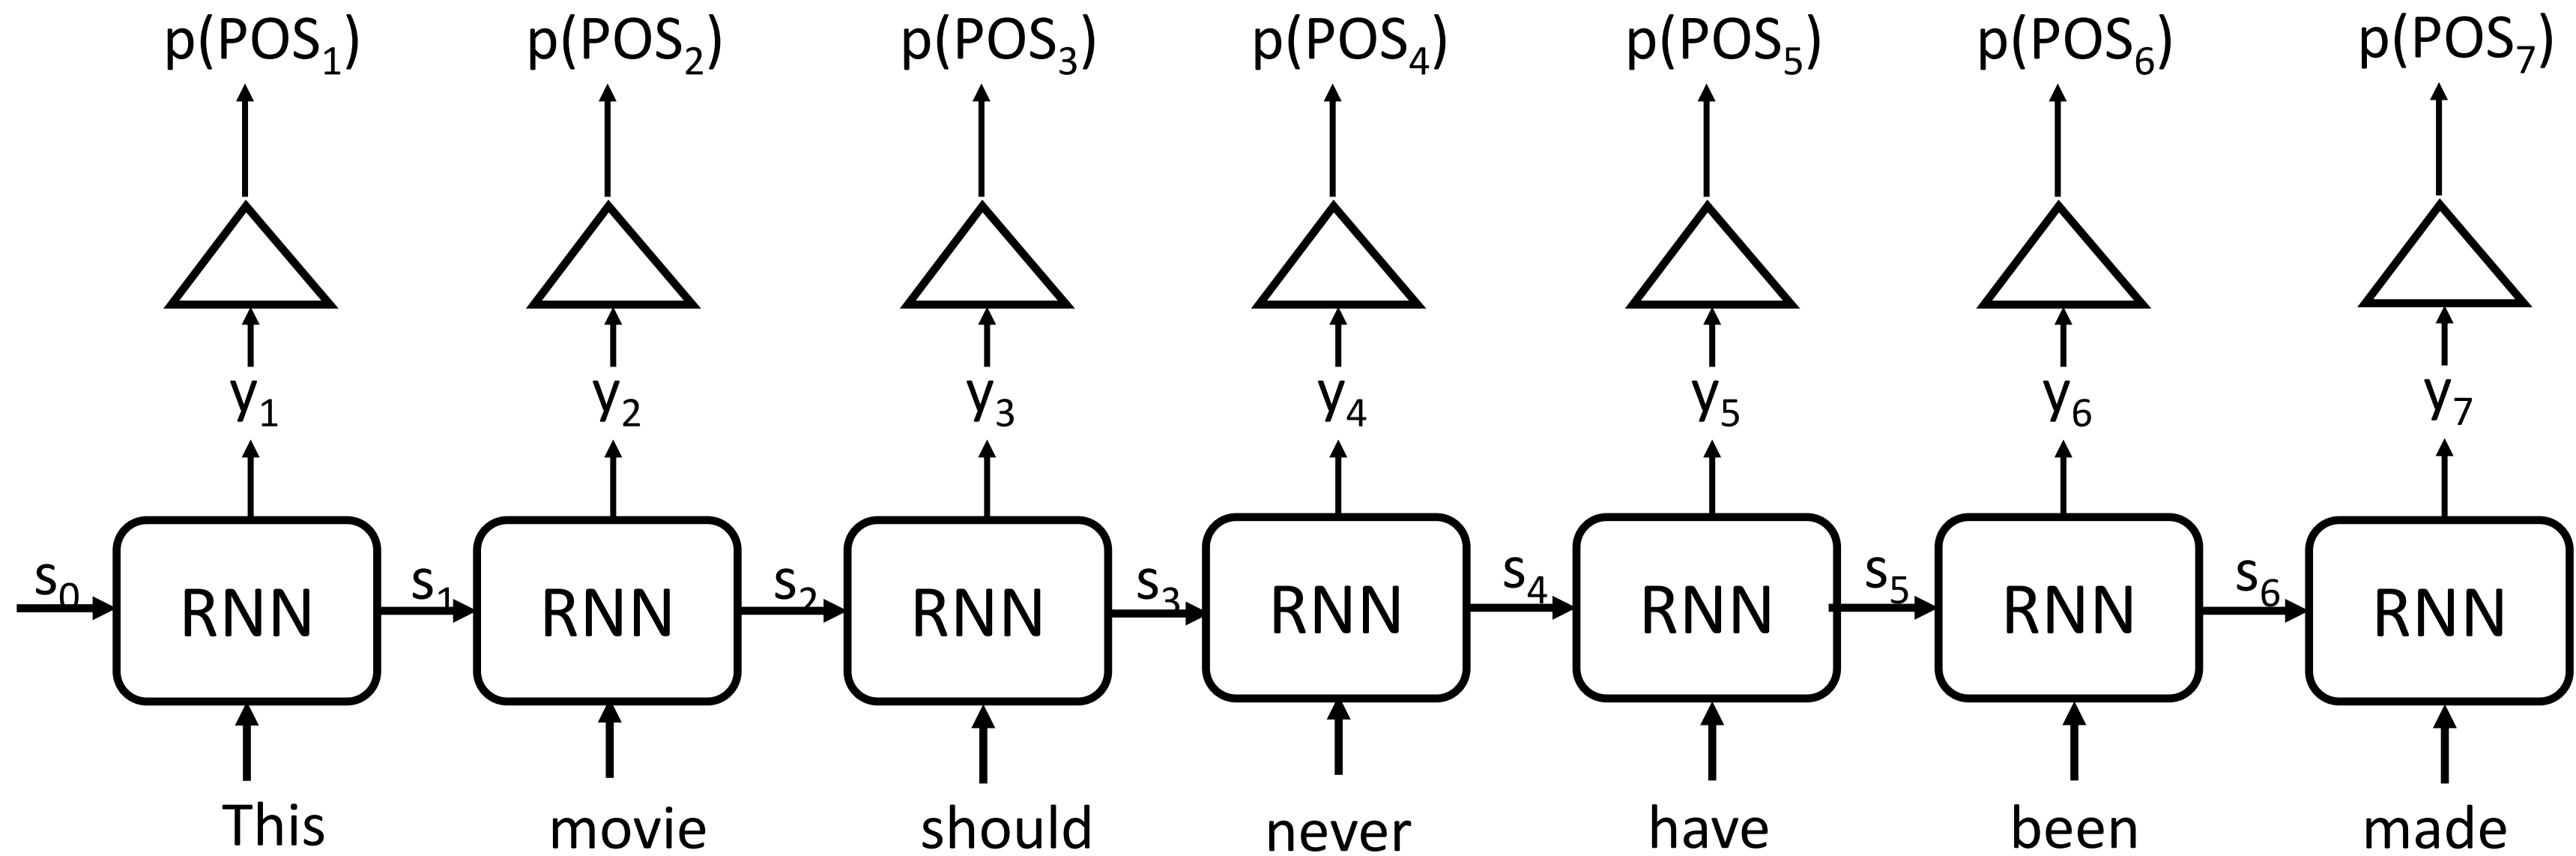 p(POS₁) p(POS₂) p(POS₃) p(POS₄) p(POS₅) p(POS₆) p(POS₇)
y₁ y₂ y₃ y₄ y₅ y₆ y₇
s₀ RNN s₁ RNN s₂ RNN s₃ RNN s₄ RNN s₅ RNN s₆ RNN
This movie should never have been made